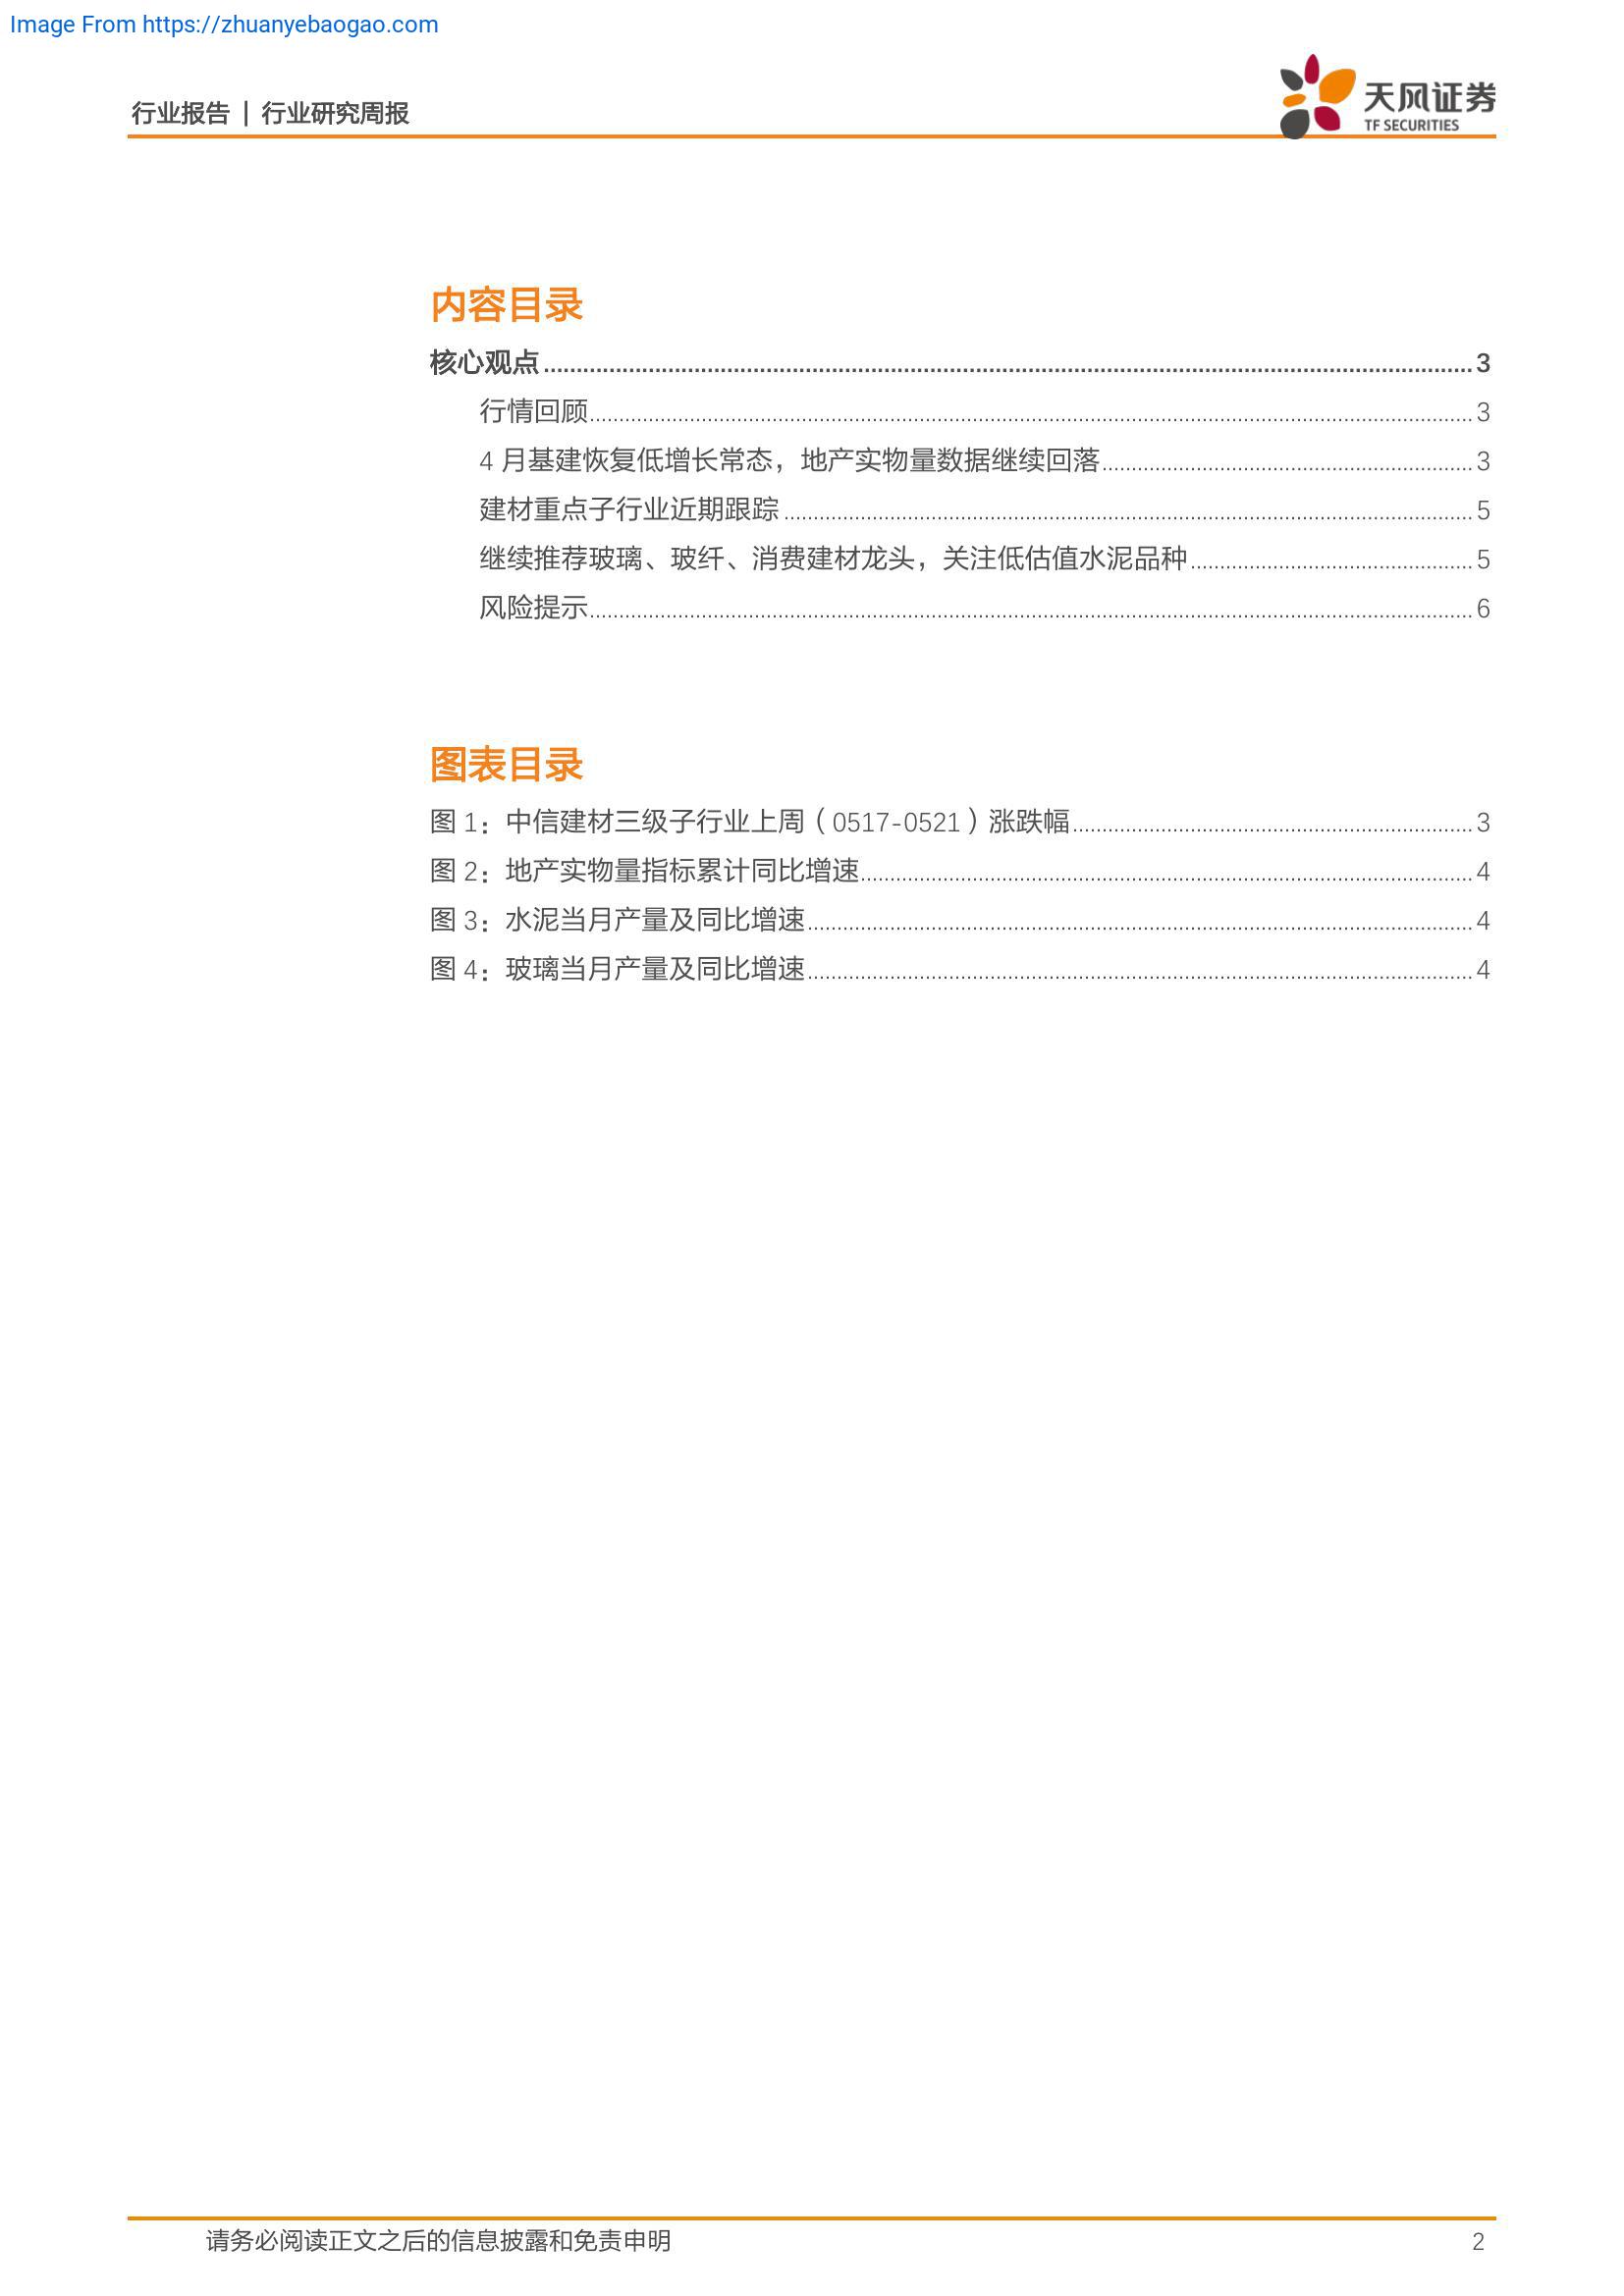 Image From https://zhuanyebaogao.com
行业报告 | 行业研究周报
天风证券
TF SECURITIES
内容目录
核心观点 ........ 3
行情回顾 ........ 3
4 月基建恢复低增长常态，地产实物量数据继续回落 ........ 3
建材重点子行业近期跟踪 ........ 5
继续推荐玻璃、玻纤、消费建材龙头，关注低估值水泥品种 ........ 5
风险提示 ........ 6
图表目录
图 1：中信建材三级子行业上周（0517-0521）涨跌幅 ........ 3
图 2：地产实物量指标累计同比增速 ........ 4
图 3：水泥当月产量及同比增速 ........ 4
图 4：玻璃当月产量及同比增速 ........ 4
请务必阅读正文之后的信息披露和免责申明 2